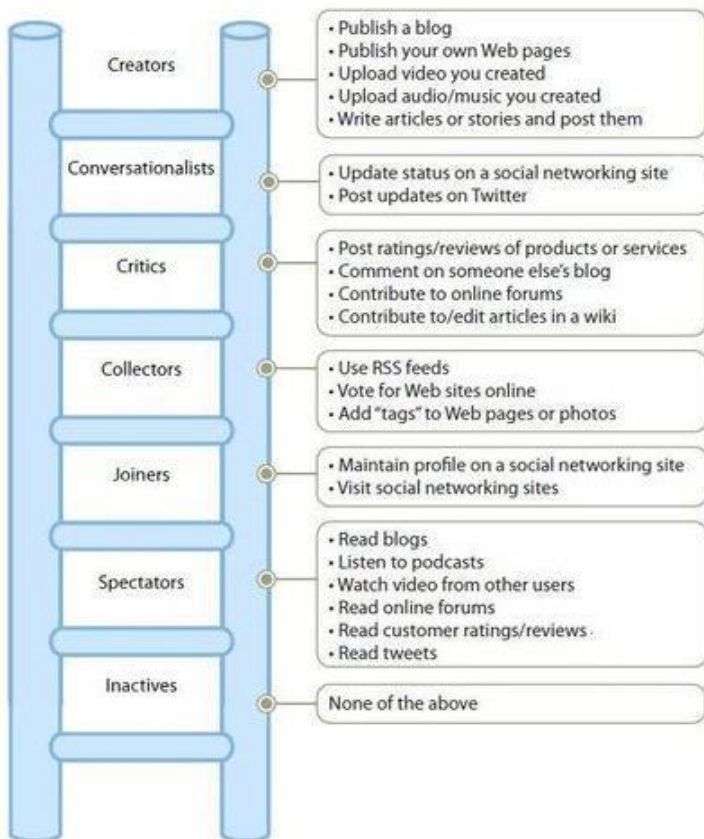 Creators
• Publish a blog
• Publish your own Web pages
• Upload video you created
• Upload audio/music you created
• Write articles or stories and post them
Conversationalists
• Update status on a social networking site
• Post updates on Twitter
Critics
• Post ratings/reviews of products or services
• Comment on someone else's blog
• Contribute to online forums
• Contribute to/edit articles in a wiki
Collectors
• Use RSS feeds
• Vote for Web sites online
• Add “tags” to Web pages or photos
Joiners
• Maintain profile on a social networking site
• Visit social networking sites
Spectators
• Read blogs
• Listen to podcasts
• Watch video from other users
• Read online forums
• Read customer ratings/reviews
• Read tweets
Inactives
None of the above